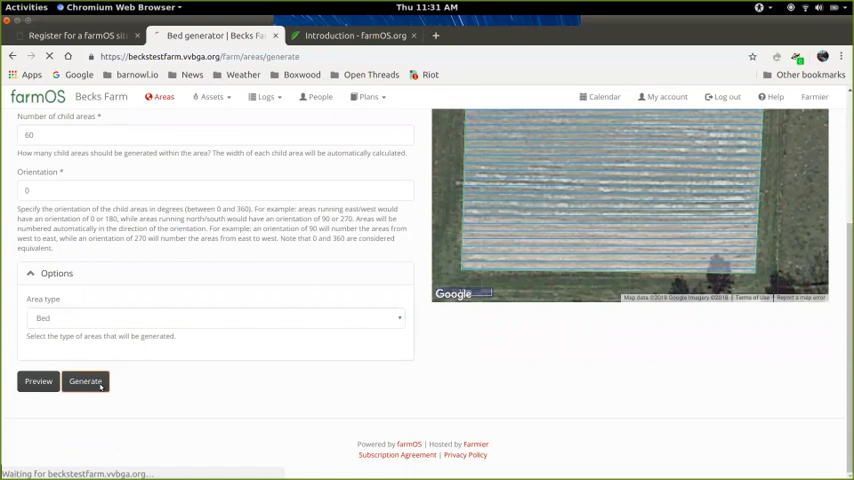 Activities
Chromium Web Browser
Thu 11:31 AM
Register for a farmOS sit
Bed generator | Becks Fa
Introduction - farmOS.org
https://beckstestfarm.vvbga.org/farm/areas/generate
Apps
Google
barnowl.io
News
Weather
Boxwood
Open Threads
Riot
Other bookmarks
farmOS
Becks Farm
Areas
Assets
Logs
People
Plans
Calendar
My account
Log out
Help
Farmier
Number of child areas *
60
How many child areas should be generated within the area? The width of each child area will be automatically calculated.
Orientation *
0
Specify the orientation of the child areas in degrees (between 0 and 360). For example: areas running east/west would
have an orientation of 0 or 180, while areas running north/south would have an orientation of 90 or 270. Areas will be
numbered automatically in the direction of the orientation. For example: an orientation of 90 will number the areas from
west to east, while an orientation of 270 will number the areas from east to west. Note that 0 and 360 are considered
equivalent.
Options
Area type
Bed
Select the type of areas that will be generated.
Preview
Generate
Google
Map data ©2018 Google Imagery ©2018
Terms of Use
Report a map error
Powered by farmOS | Hosted by Farmier
Subscription Agreement | Privacy Policy
Waiting for beckstestfarm.vvbga.org...